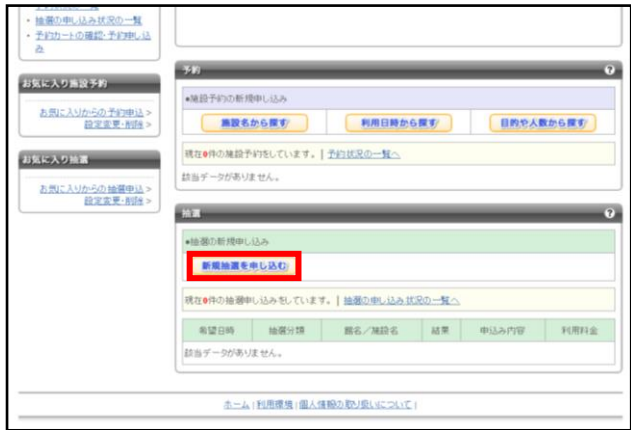 ・抽選の申し込み状況の一覧
・予約カートの確認・予約申し込
み
お気に入り施設予約
お気に入りからの予約申込 >
設定変更・削除 >
お気に入り抽選
お気に入りからの抽選申込 >
設定変更・削除 >
予約
●施設予約の新規申し込み
施設名から探す
利用日時から探す
目的や人数から探す
現在0件の施設予約をしています。 | 予約状況の一覧へ
該当データがありません。
抽選
●抽選の新規申し込み
新規抽選を申し込む
現在0件の抽選申し込みをしています。 | 抽選の申し込み状況の一覧へ
希望日時 抽選分類 館名／施設名 結果 申込み内容 利用料金
該当データがありません。
ホーム | 利用環境 | 個人情報の取り扱いについて |